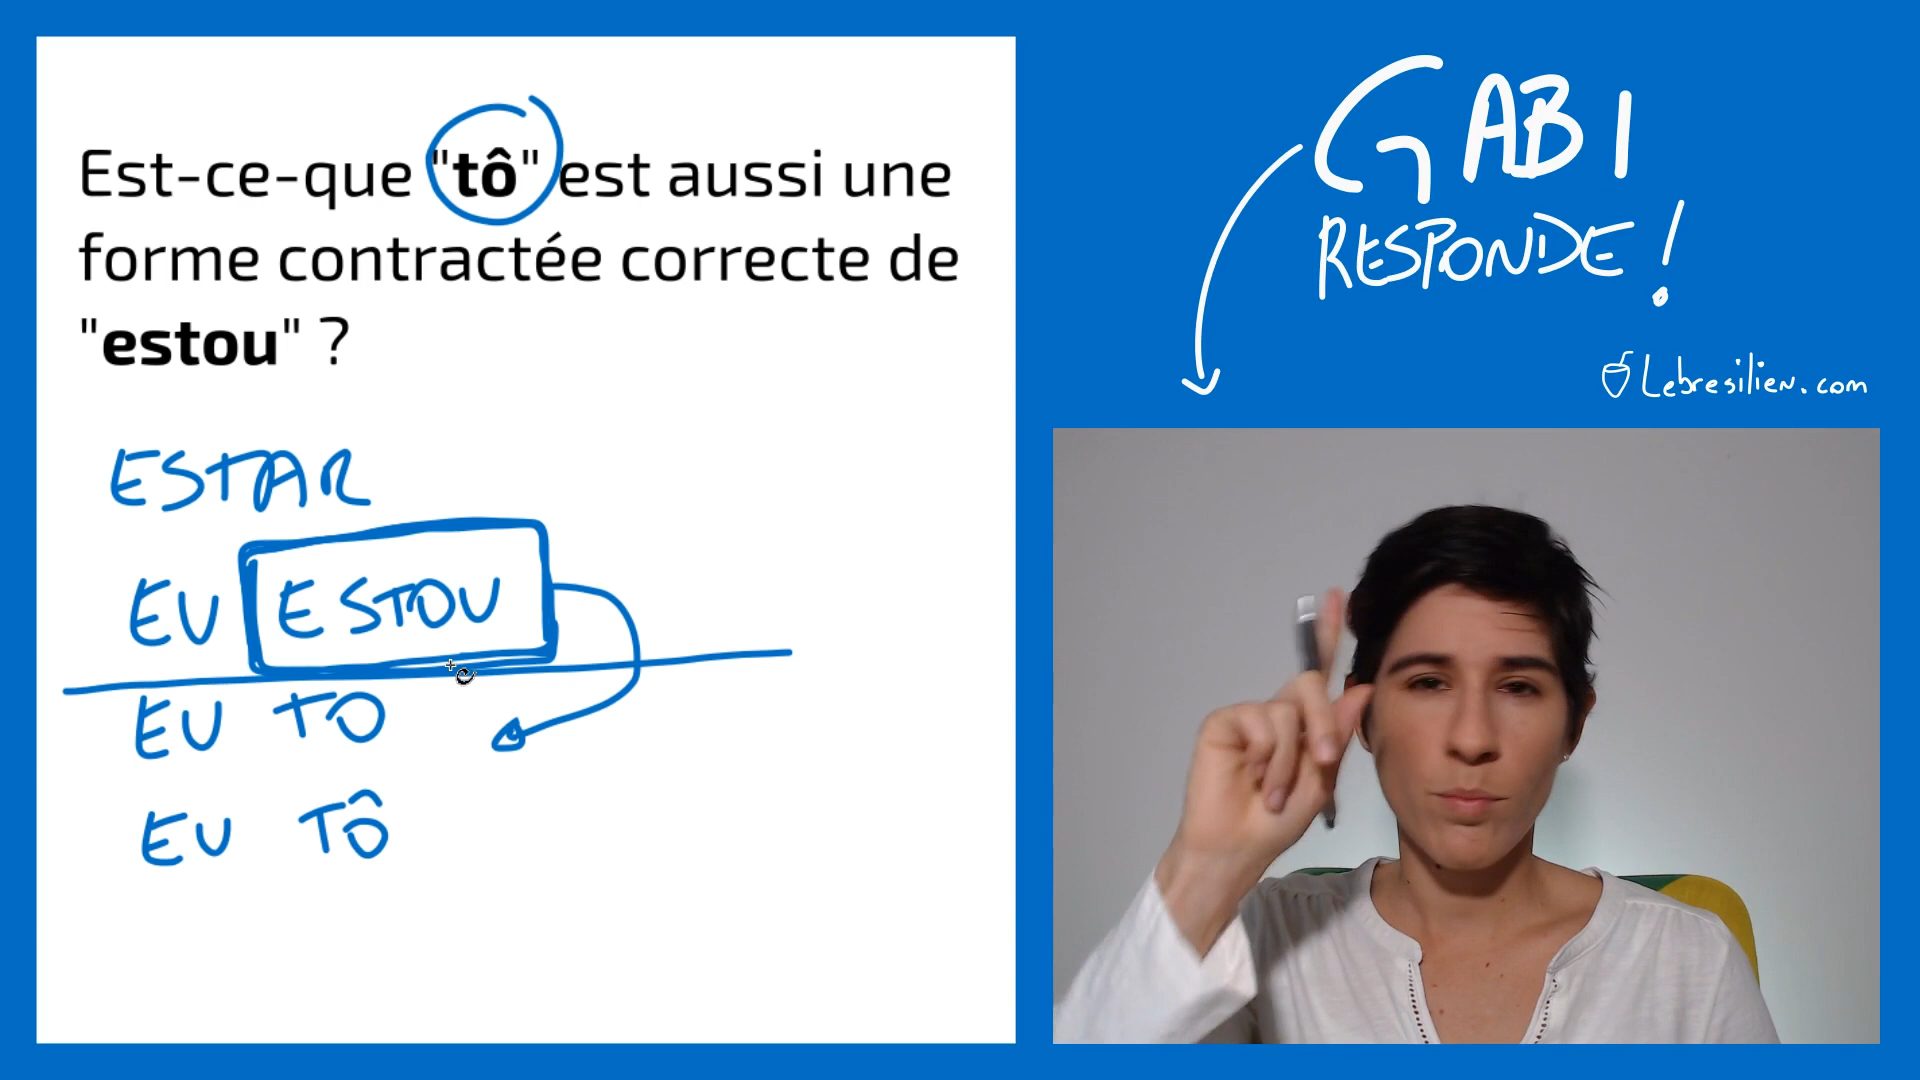 Est-ce-que "tô" est aussi une
forme contractée correcte de
"estou" ?
ESTAR
EU ESTOU
EU TO
EU TÔ
GABI
RESPONDE !
Lebresilien.com